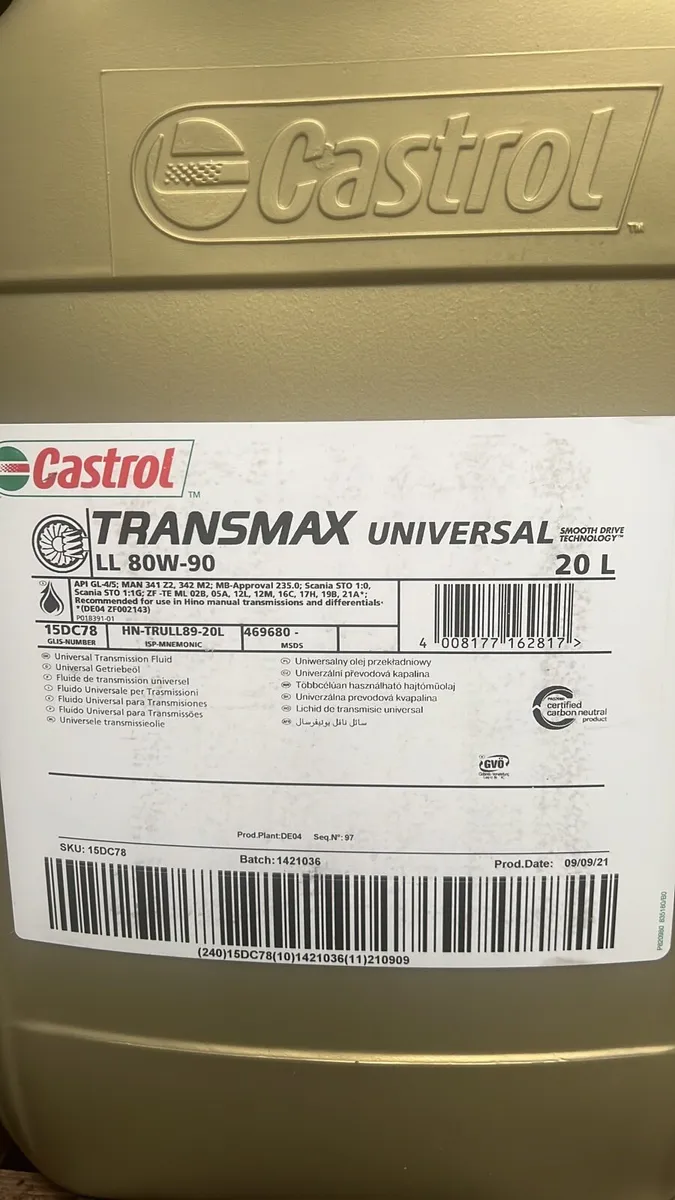 Castrol
™
Castrol
™
TRANSMAX UNIVERSAL SMOOTH DRIVE TECHNOLOGY™
LL 80W-90
20 L
API GL-4/5; MAN 341 Z2, 342 M2; MB-Approval 235.0; Scania STO 1:0,
Scania STO 1:1G; ZF -TE ML 02B, 05A, 12L, 12M, 16C, 17H, 19B, 21A*;
Recommended for use in Hino manual transmissions and differentials·
*(DE04 ZF002143)
P018391-01
15DC78 HN-TRULL89-20L 469680 -
GLIS-NUMBER ISP-MNEMONIC MSDS
4 008177 162817 >
Universal Transmission Fluid
Universal Getriebeöl
Fluide de transmission universel
Fluido Universale per Trasmissioni
Fluido Universal para Transmisiones
Fluido Universal para Transmissões
Universele transmissieolie
Uniwersalny olej przekładniowy
Univerzální převodová kapalina
Többcélúan használható hajtóműolaj
Univerzálna prevodová kvapalina
Lichid de transmisie universal
سائل ناقل يونيفرسال
certified
carbon neutral
product
GVÖ
Prod.Plant:DE04 Seq.N°: 97
SKU: 15DC78
Batch: 1421036
Prod.Date: 09/09/21
(240)15DC78(10)1421036(11)210909